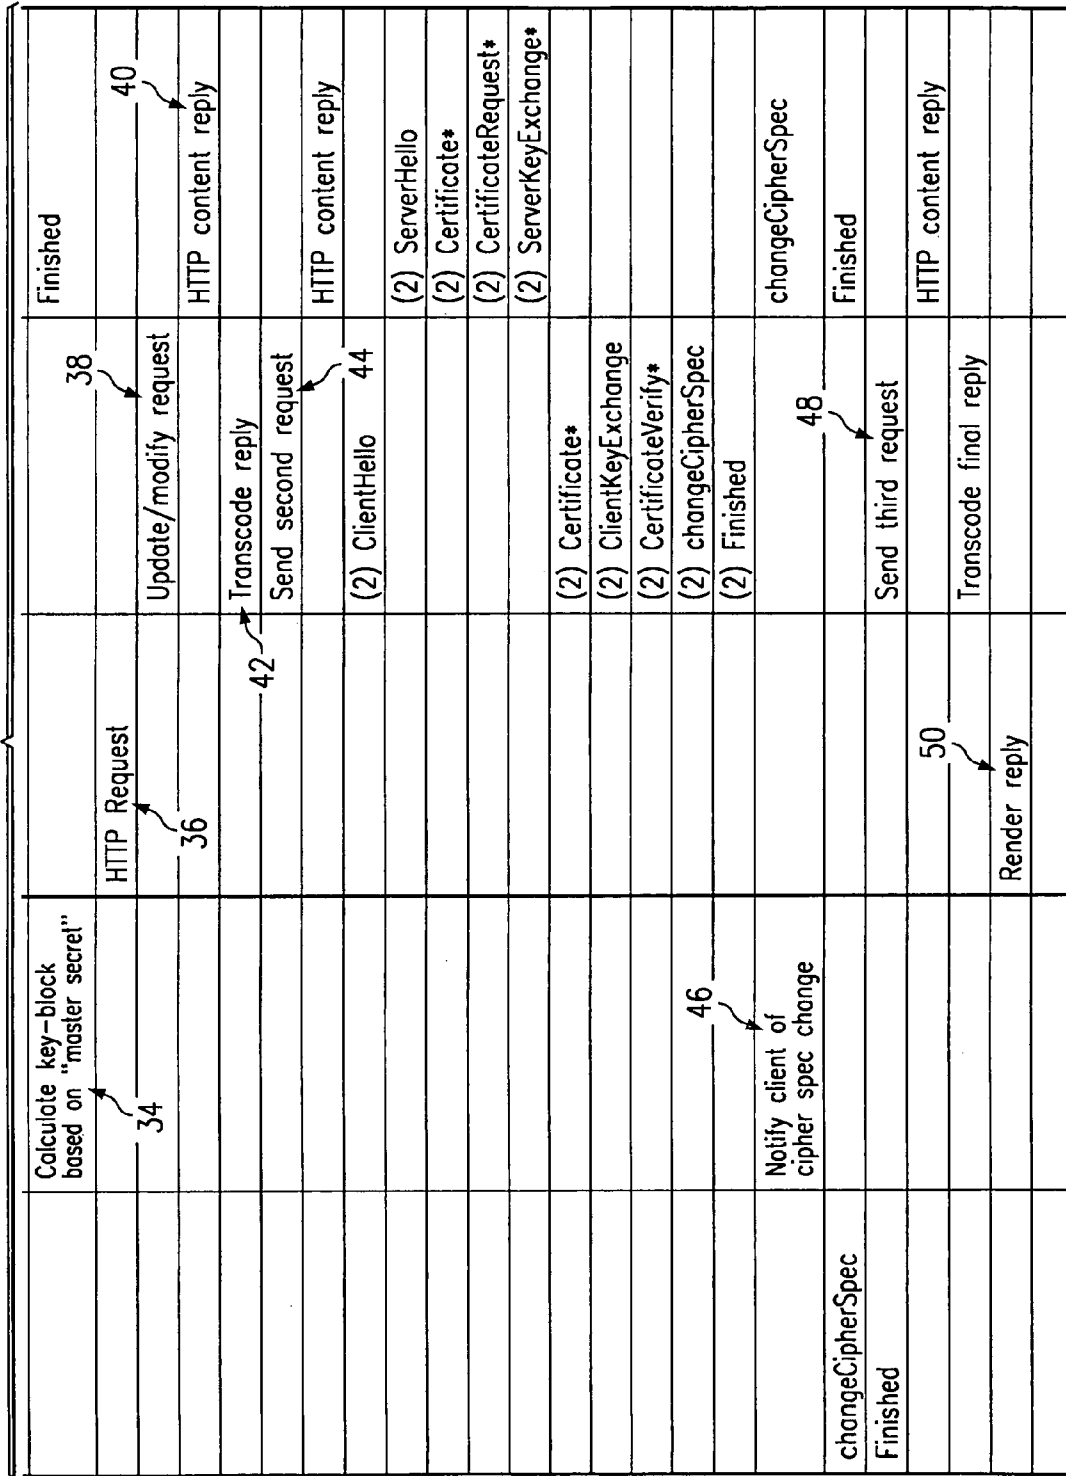 Calculate key-block
based on "master secret"
Finished
34
HTTP Request
36
38
Update/modify request
40
HTTP content reply
Transcode reply
42
Send second request
44
HTTP content reply
(2) ClientHello
(2) ServerHello
(2) Certificate*
(2) CertificateRequest*
(2) ServerKeyExchange*
(2) Certificate*
(2) ClientKeyExchange
(2) CertificateVerify*
(2) changeCipherSpec
(2) Finished
46
Notify client of
cipher spec change
changeCipherSpec
changeCipherSpec
Finished
48
Finished
Send third request
HTTP content reply
Transcode final reply
50
Render reply